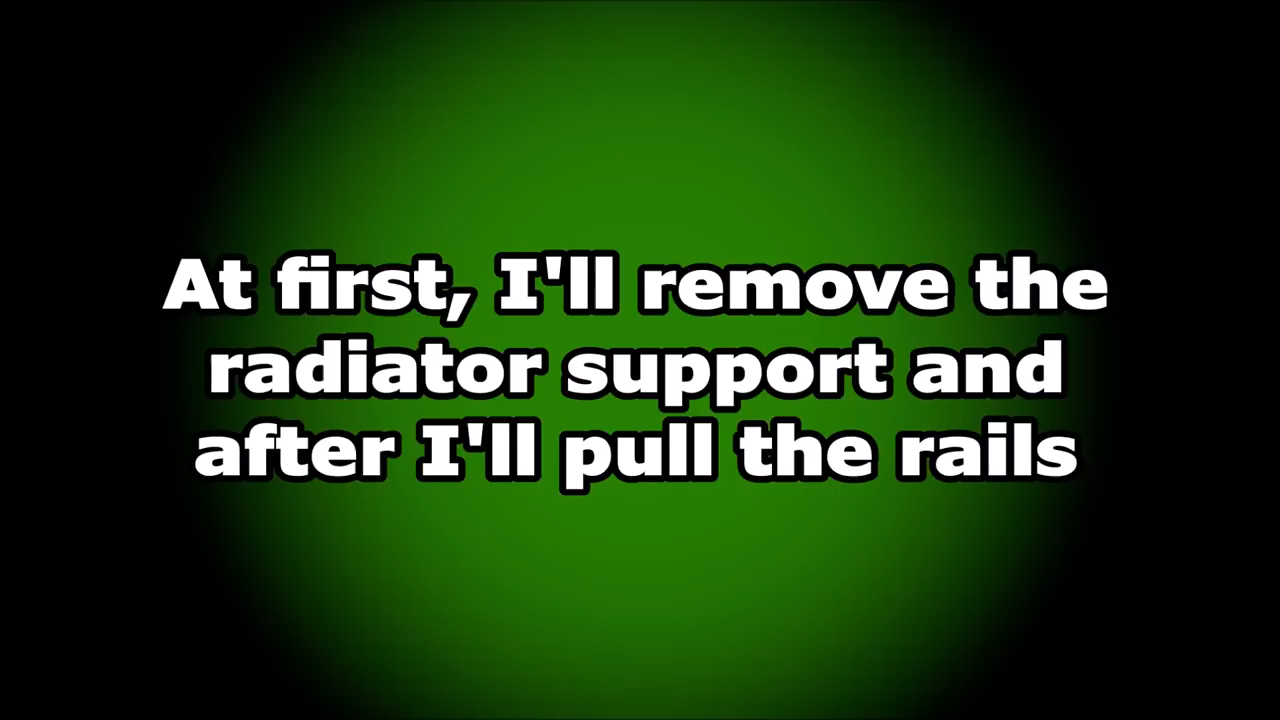 At first, I'll remove the
radiator support and
after I'll pull the rails